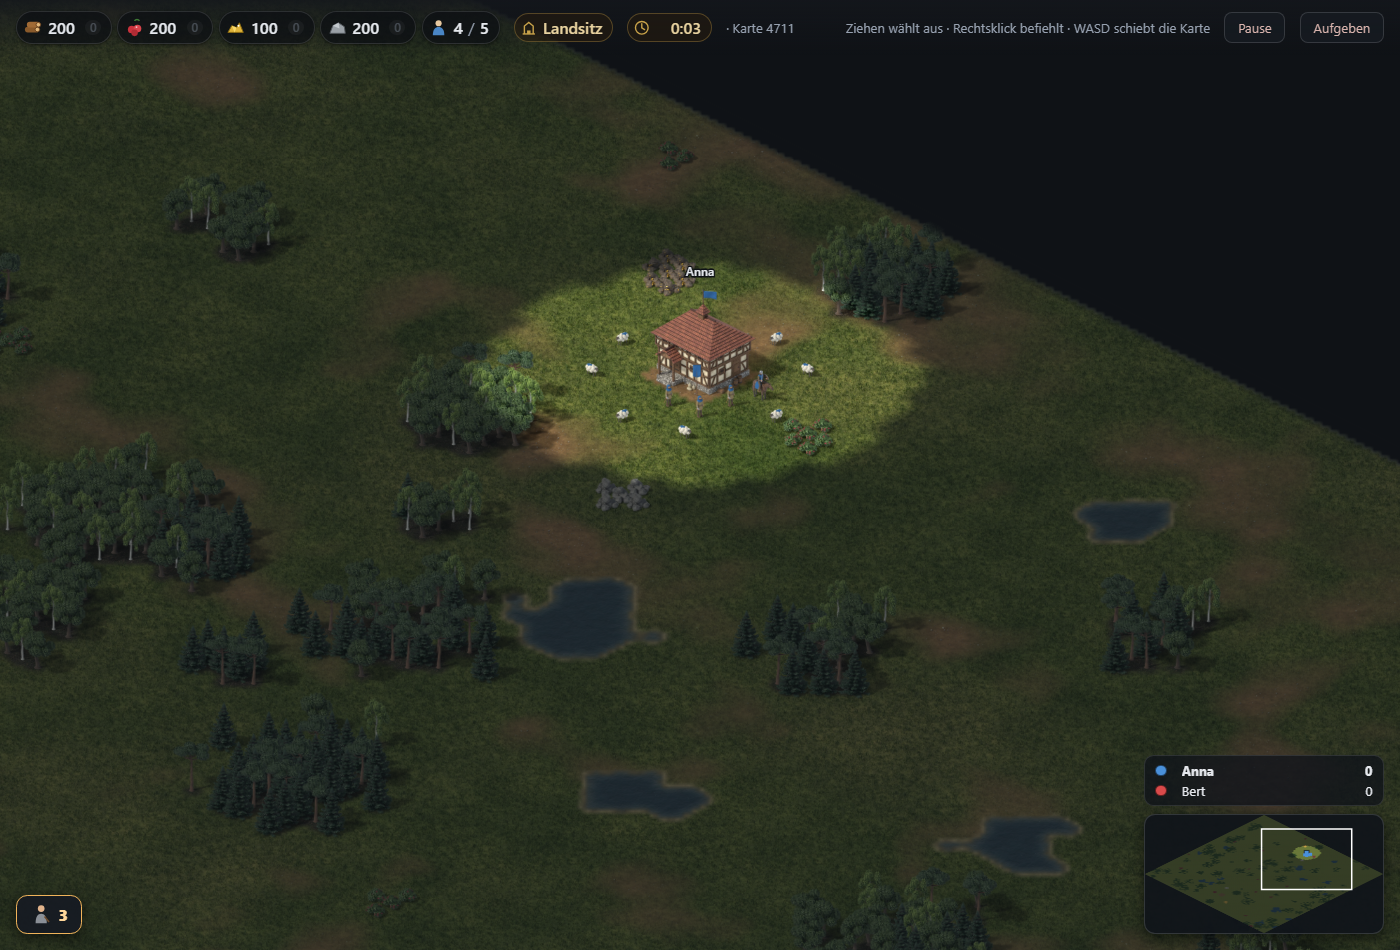 200 0 200 0 100 0 200 0 4 / 5 Landsitz 0:03 · Karte 4711 Ziehen wählt aus · Rechtsklick befiehlt · WASD schiebt die Karte Pause Aufgeben
Anna
Anna 0
Bert 0
3